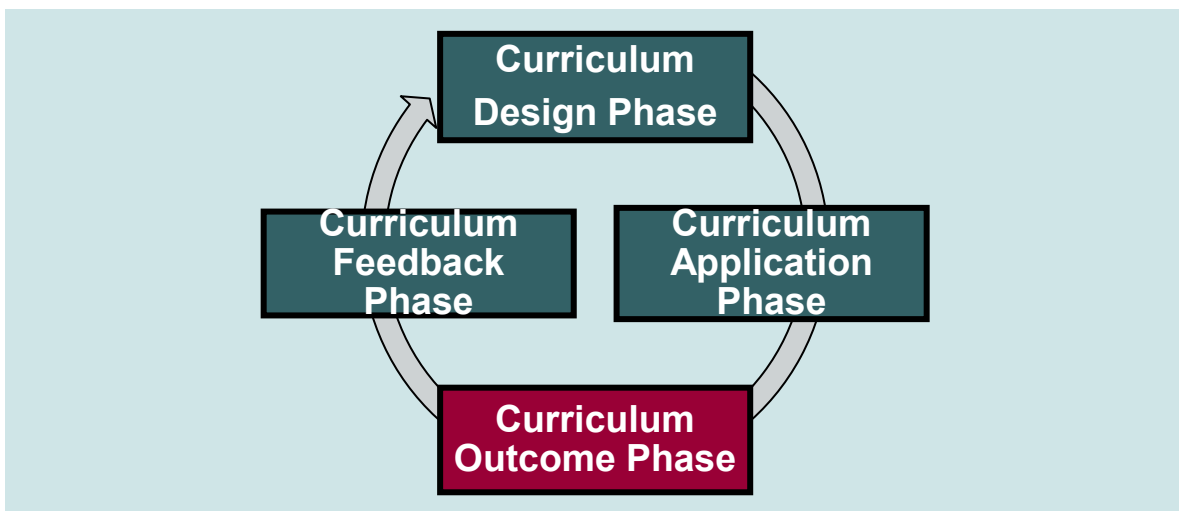 Curriculum
Design Phase
Curriculum
Feedback
Phase
Curriculum
Application
Phase
Curriculum
Outcome Phase